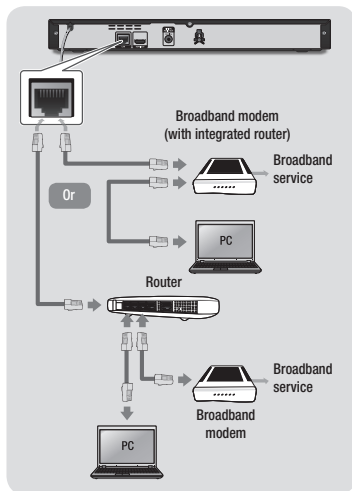 Broadband modem
(with integrated router)
Broadband
service
Or
PC
Router
Broadband
service
Broadband
modem
PC